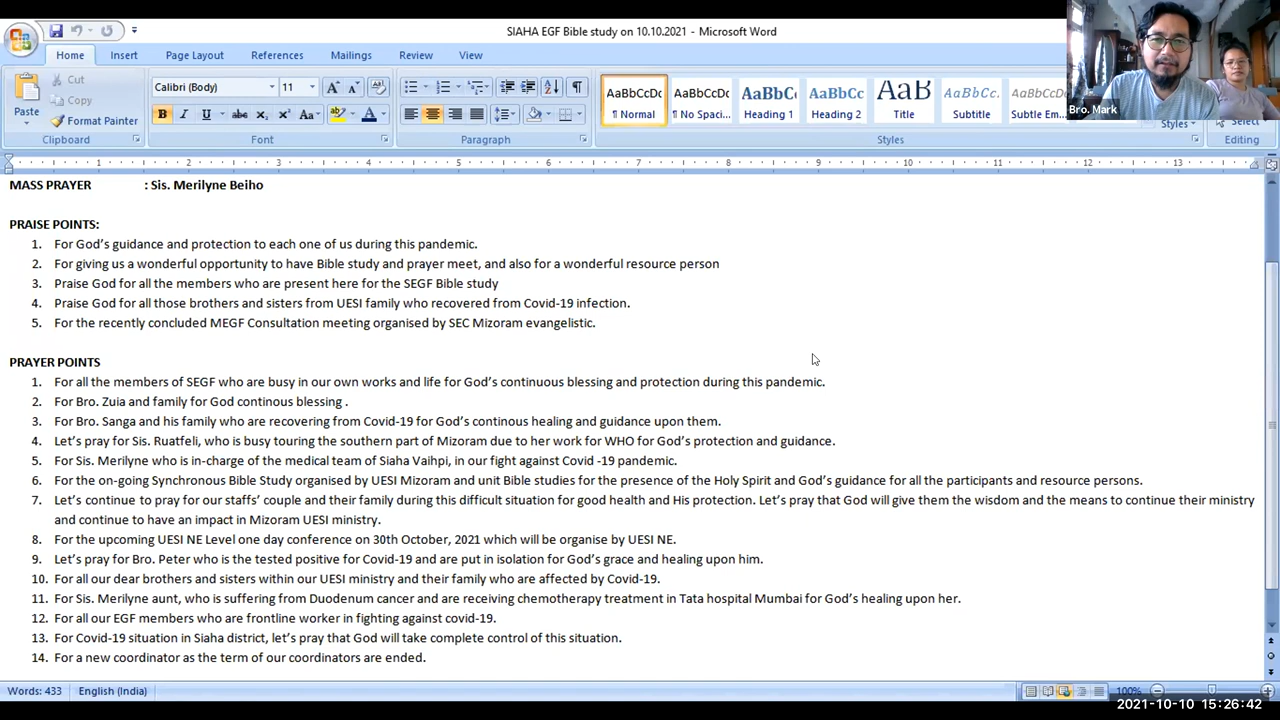 SIAHA EGF Bible study on 10.10.2021 - Microsoft Word
Home Insert Page Layout References Mailings Review View
Paste Cut Copy Format Painter
Calibri (Body) 11
AaBbCcDc AaBbCcDc AaBbCc AaBbCc AaB AaBbCc. AaBbCcDc
¶ Normal ¶ No Spaci... Heading 1 Heading 2 Title Subtitle Subtle Em...
Styles Select
Clipboard Font Paragraph Styles Editing
Bro. Mark
1 2 3 4 5 6 7 8 9 10 11 12 13
MASS PRAYER : Sis. Merilyne Beiho
PRAISE POINTS:
1. For God's guidance and protection to each one of us during this pandemic.
2. For giving us a wonderful opportunity to have Bible study and prayer meet, and also for a wonderful resource person
3. Praise God for all the members who are present here for the SEGF Bible study
4. Praise God for all those brothers and sisters from UESI family who recovered from Covid-19 infection.
5. For the recently concluded MEGF Consultation meeting organised by SEC Mizoram evangelistic.
PRAYER POINTS
1. For all the members of SEGF who are busy in our own works and life for God's continuous blessing and protection during this pandemic.
2. For Bro. Zuia and family for God continous blessing .
3. For Bro. Sanga and his family who are recovering from Covid-19 for God's continous healing and guidance upon them.
4. Let's pray for Sis. Ruatfeli, who is busy touring the southern part of Mizoram due to her work for WHO for God's protection and guidance.
5. For Sis. Merilyne who is in-charge of the medical team of Siaha Vaihpi, in our fight against Covid -19 pandemic.
6. For the on-going Synchronous Bible Study organised by UESI Mizoram and unit Bible studies for the presence of the Holy Spirit and God's guidance for all the participants and resource persons.
7. Let's continue to pray for our staffs' couple and their family during this difficult situation for good health and His protection. Let's pray that God will give them the wisdom and the means to continue their ministry
and continue to have an impact in Mizoram UESI ministry.
8. For the upcoming UESI NE Level one day conference on 30th October, 2021 which will be organise by UESI NE.
9. Let's pray for Bro. Peter who is the tested positive for Covid-19 and are put in isolation for God's grace and healing upon him.
10. For all our dear brothers and sisters within our UESI ministry and their family who are affected by Covid-19.
11. For Sis. Merilyne aunt, who is suffering from Duodenum cancer and are receiving chemotherapy treatment in Tata hospital Mumbai for God's healing upon her.
12. For all our EGF members who are frontline worker in fighting against covid-19.
13. For Covid-19 situation in Siaha district, let's pray that God will take complete control of this situation.
14. For a new coordinator as the term of our coordinators are ended.
Words: 433 English (India) 100%
2021-10-10 15:26:42